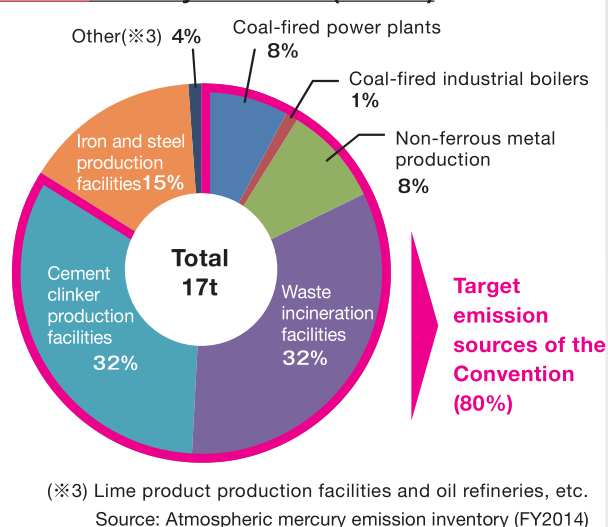 Other(※3) 4%
Coal-fired power plants
8%
Coal-fired industrial boilers
1%
Non-ferrous metal
production
8%
Iron and steel
production
facilities15%
Total
17t
Cement
clinker
production
facilities
32%
Waste
incineration
facilities
32%
Target
emission
sources of the
Convention
(80%)
(※3) Lime product production facilities and oil refineries, etc.
Source: Atmospheric mercury emission inventory (FY2014)